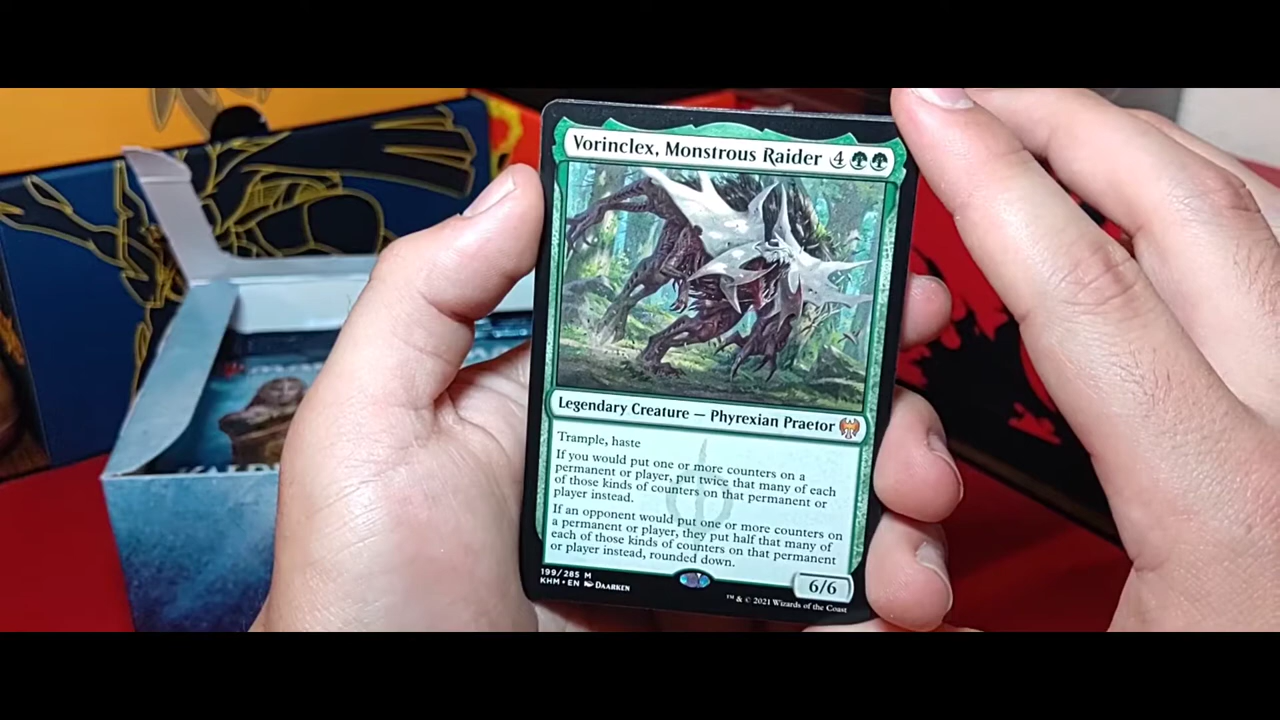 Vorinclex, Monstrous Raider 4
Legendary Creature — Phyrexian Praetor
Trample, haste
If you would put one or more counters on a
permanent or player, put twice that many of each
of those kinds of counters on that permanent or
player instead.
If an opponent would put one or more counters on
a permanent or player, they put half that many of
each of those kinds of counters on that permanent
or player instead, rounded down.
199/285 M
KHM • EN DAARKEN
6/6
™ & © 2021 Wizards of the Coast